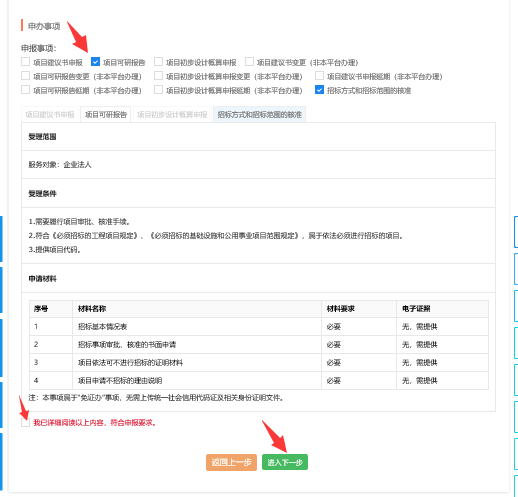 申办事项
申报事项：
项目建议书申报 项目可研报告 项目初步设计概算申报 项目建议书变更（非本平台办理）
项目可研报告变更（非本平台办理） 项目初步设计概算申报变更（非本平台办理） 项目建议书申报延期（非本平台办理）
项目可研报告延期（非本平台办理） 项目初步设计概算申报延期（非本平台办理） 招标方式和招标范围的核准
项目建议书申报 项目可研报告 项目初步设计概算申报 招标方式和招标范围的核准
受理范围
服务对象：企业法人
受理条件
1.需要履行项目审批、核准手续。
2.符合《必须招标的工程项目规定》、《必须招标的基础设施和公用事业项目范围规定》，属于依法必须进行招标的项目。
3.提供项目代码。
申请材料
序号 材料名称 材料要求 电子证照
1 招标基本情况表 必要 无，需提供
2 招标事项审批、核准的书面申请 必要 无，需提供
3 项目依法可不进行招标的证明材料 必要 无，需提供
4 项目申请不招标的理由说明 必要 无，需提供
注：本事项属于“免证办”事项，无需上传统一社会信用代码证及相关身份证明文件。
我已详细阅读以上内容，符合申报要求。
返回上一步 进入下一步